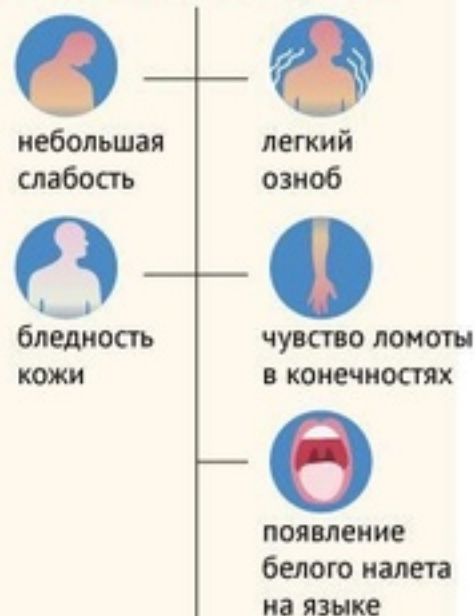 небольшая
слабость
легкий
озноб
бледность
кожи
чувство ломоты
в конечностях
появление
белого налета
на языке